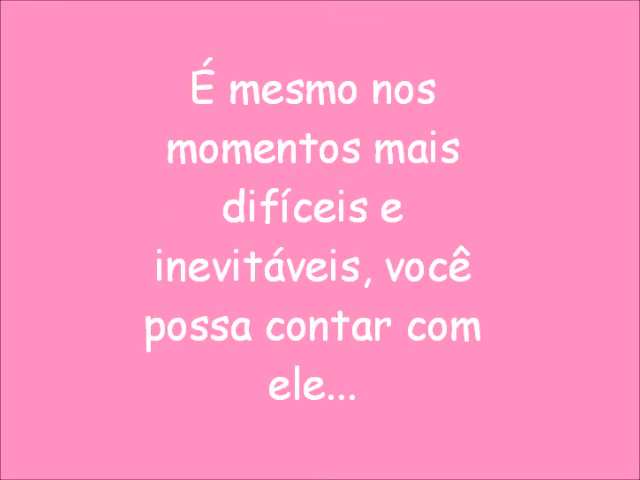 É mesmo nos
momentos mais
difíceis e
inevitáveis, você
possa contar com
ele...